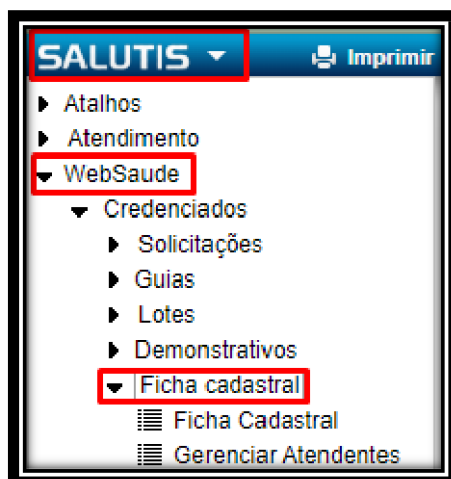 SALUTIS Imprimir
Atalhos
Atendimento
WebSaude
Credenciados
Solicitações
Guias
Lotes
Demonstrativos
Ficha cadastral
Ficha Cadastral
Gerenciar Atendentes